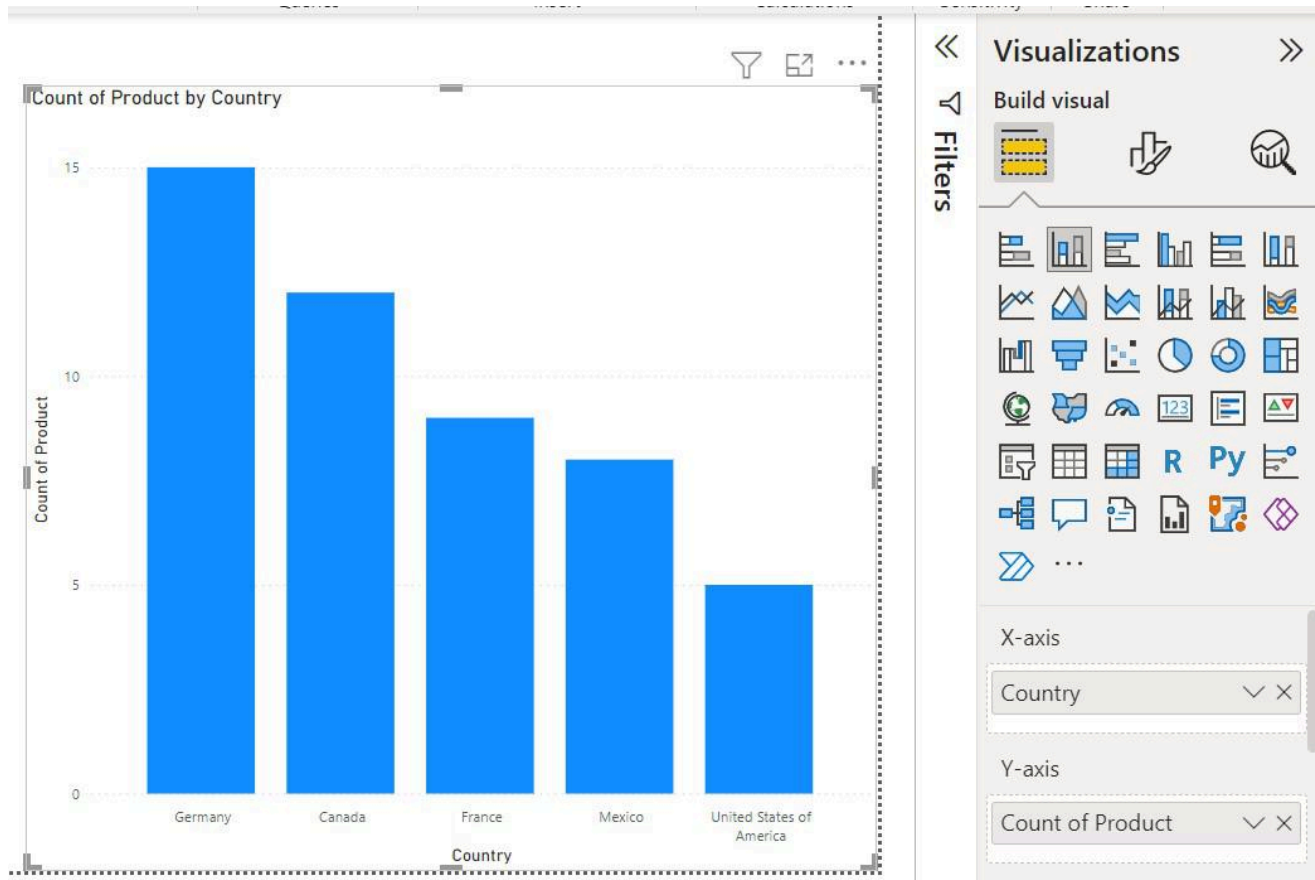 Count of Product by Country
15
10
5
0
Count of Product
Germany
Canada
France
Mexico
United States of
America
Country
Filters
Visualizations
Build visual
123
R
Py
X-axis
Country
Y-axis
Count of Product